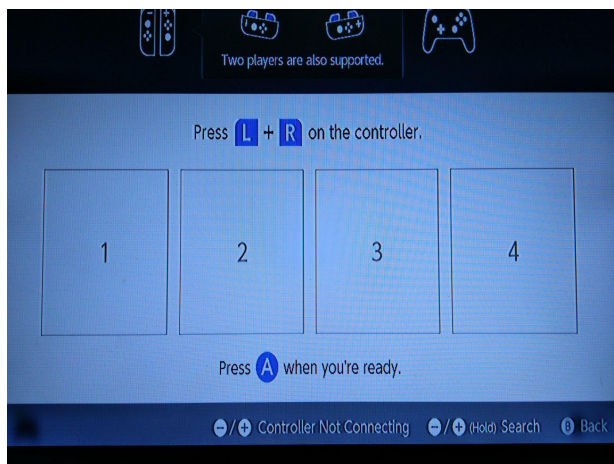 Two players are also supported.
Press L + R on the controller.
1 2 3 4
Press A when you're ready.
-/+ Controller Not Connecting -/+ (Hold) Search B Back